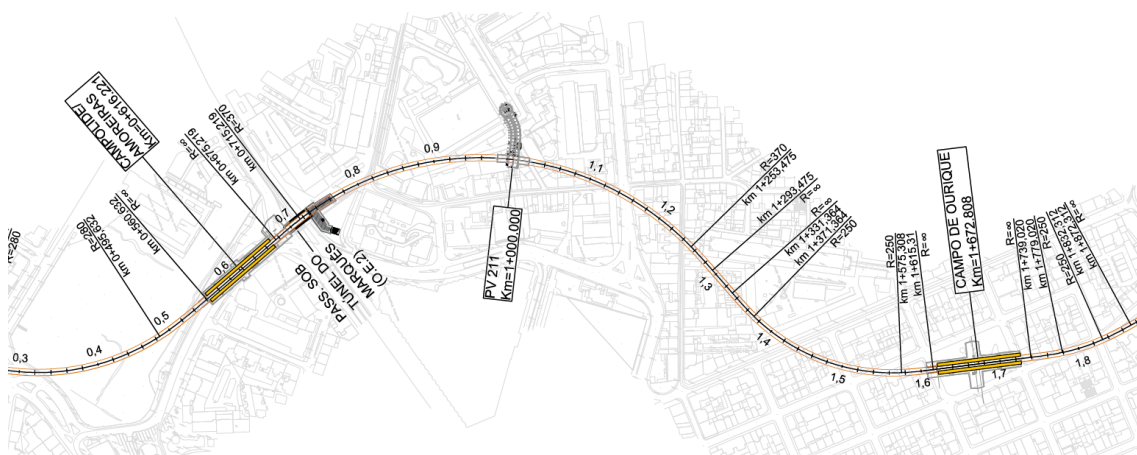 R=280
0,3
0,4
0,5
0,6
0,7
0,8
0,9
R=280
km 0+495.632
km 0+560.632
R=∞
CAMPOLIDE/
AMOREIRAS
Km=0+616.221
R=∞
km 0+675.219
km 0+715.219
R=370
PASS. SOB
TUNEL DO
MARQUÊS
(O.E.2)
PV 211
Km=1+000.000
1,1
1,2
1,3
1,4
1,5
1,6
1,7
1,8
R=370
km 1+253.475
km 1+293.475
R=∞
R=∞
km 1+331.364
km 1+371.364
R=250
R=250
km 1+575.308
km 1+615.31
R=∞
CAMPO DE OURIQUE
Km=1+672.808
R=∞
km 1+739.020
km 1+779.020
R=250
R=250
km 1+832.312
km 1+872.312
R=∞